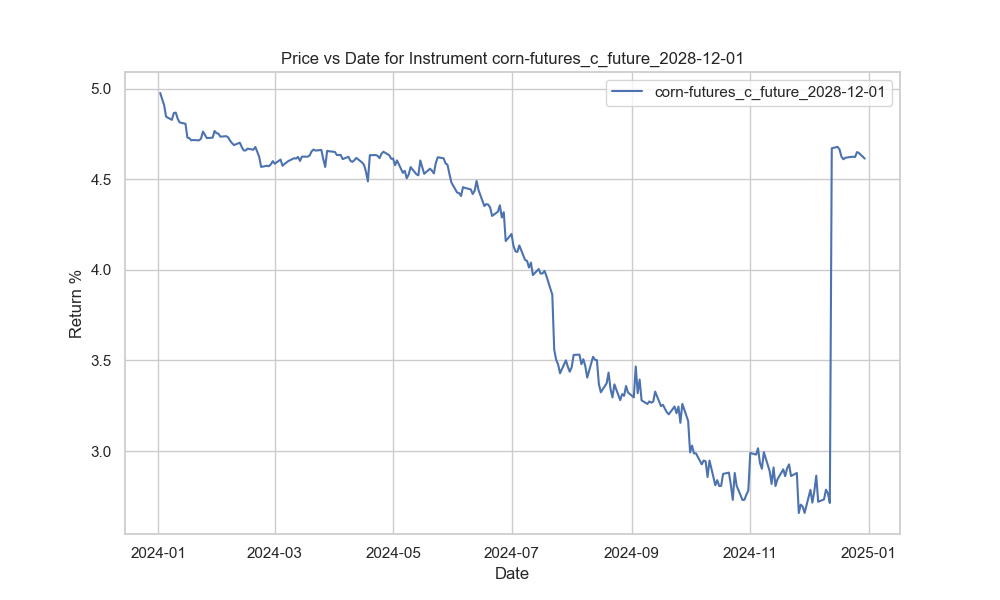 Price vs Date for Instrument corn-futures_c_future_2028-12-01
corn-futures_c_future_2028-12-01
Return %
5.0
4.5
4.0
3.5
3.0
2024-01 2024-03 2024-05 2024-07 2024-09 2024-11 2025-01
Date